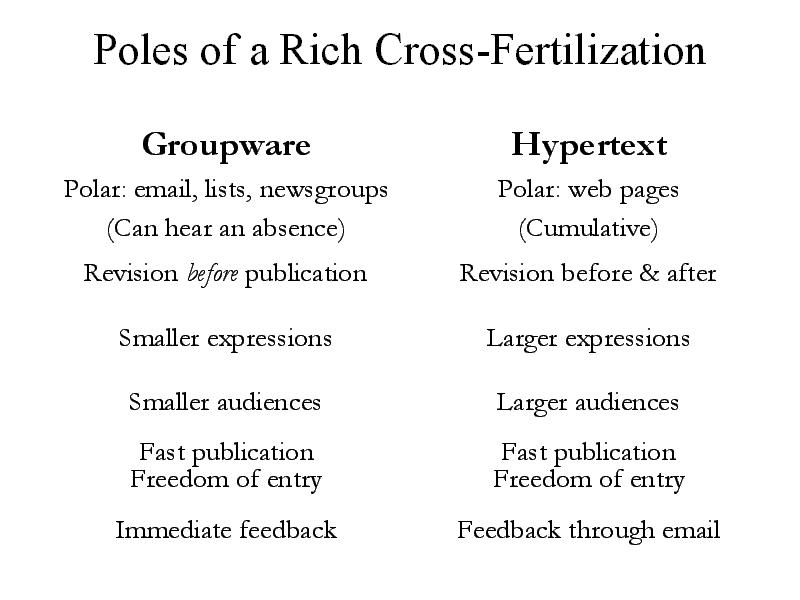 Poles of a Rich Cross-Fertilization
Groupware
Polar: email, lists, newsgroups
(Can hear an absence)
Revision before publication
Smaller expressions
Smaller audiences
Fast publication
Freedom of entry
Immediate feedback
Hypertext
Polar: web pages
(Cumulative)
Revision before & after
Larger expressions
Larger audiences
Fast publication
Freedom of entry
Feedback through email